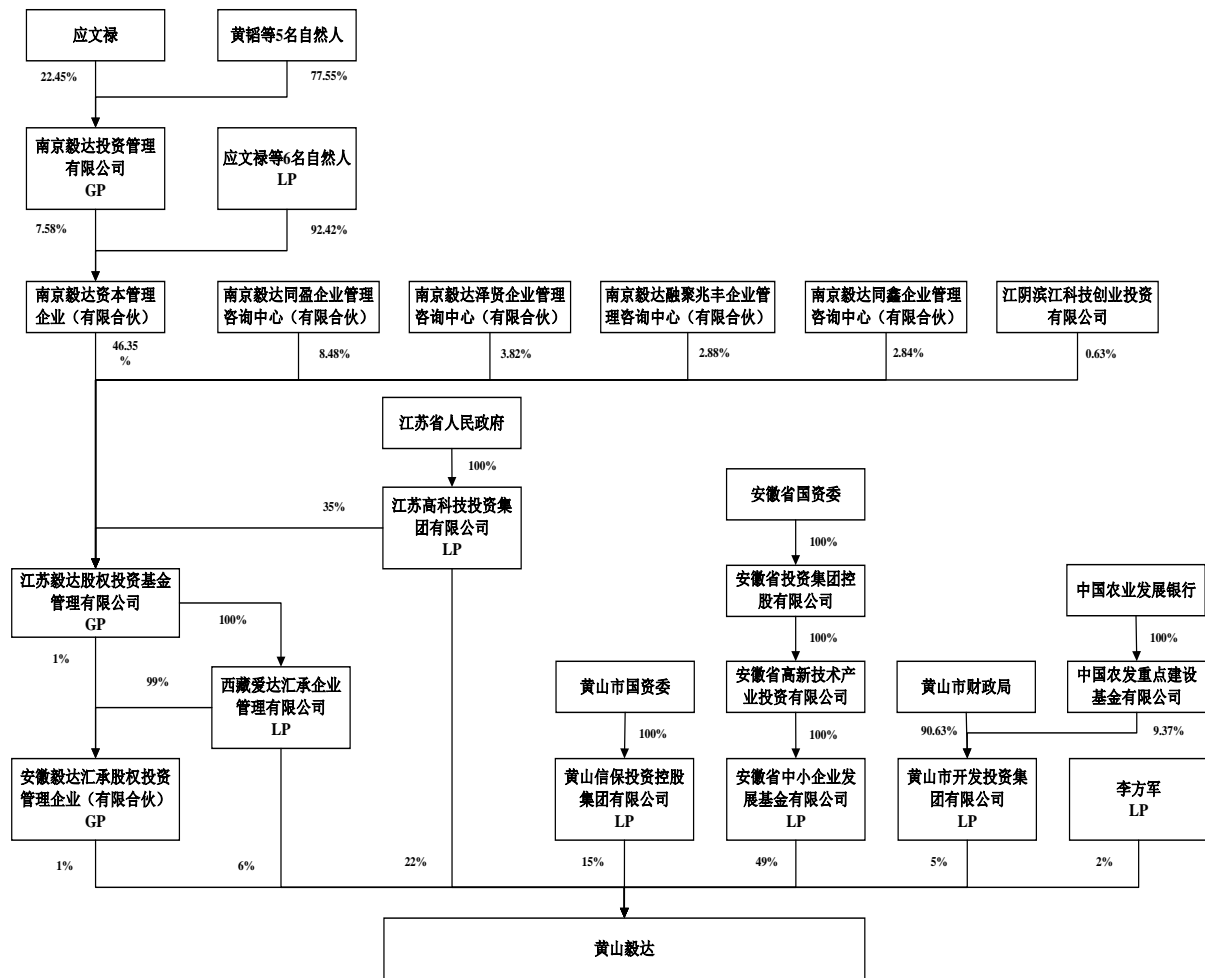 应文禄
黄韬等5名自然人
22.45%
77.55%
南京毅达投资管理
有限公司
GP
应文禄等6名自然人
LP
7.58%
92.42%
南京毅达资本管理
企业（有限合伙）
南京毅达同盈企业管理
咨询中心（有限合伙）
南京毅达泽贤企业管理
咨询中心（有限合伙）
南京毅达融聚兆丰企业管
理咨询中心（有限合伙）
南京毅达同鑫企业管理
咨询中心（有限合伙）
江阴滨江科技创业投资
有限公司
46.35
%
8.48%
3.82%
2.88%
2.84%
0.63%
江苏省人民政府
100%
江苏高科技投资集
团有限公司
LP
35%
安徽省国资委
100%
江苏毅达股权投资基金
管理有限公司
GP
安徽省投资集团控
股有限公司
中国农业发展银行
100%
100%
100%
1%
99%
西藏爱达汇承企业
管理有限公司
LP
黄山市国资委
安徽省高新技术产
业投资有限公司
黄山市财政局
中国农发重点建设
基金有限公司
100%
100%
90.63%
9.37%
安徽毅达汇承股权投资
管理企业（有限合伙）
GP
黄山信保投资控股
集团有限公司
LP
安徽省中小企业发
展基金有限公司
LP
黄山市开发投资集
团有限公司
LP
李方军
LP
1%
6%
22%
15%
49%
5%
2%
黄山毅达